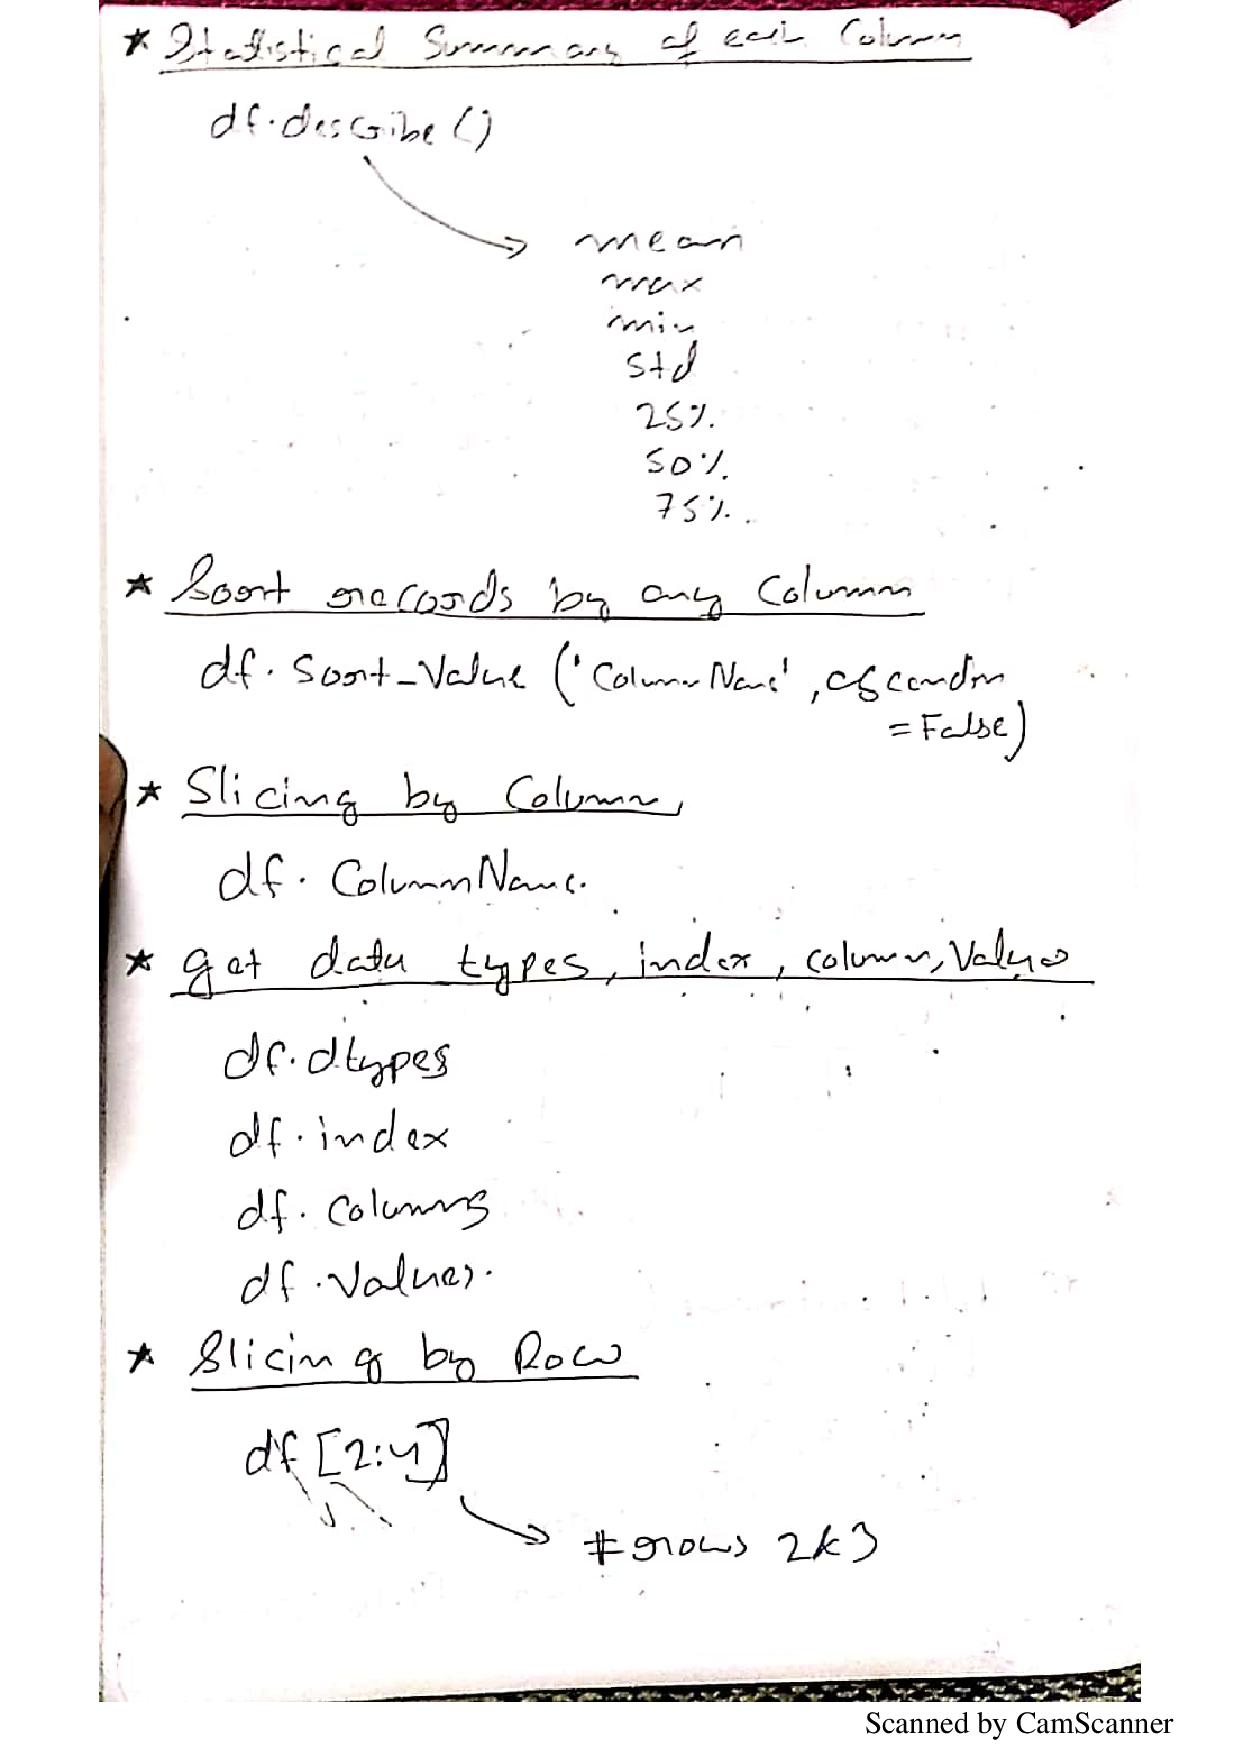 * Statistical Summary of each Column
df.describe()
mean
max
min
std
25%
50%
75%.
* Sort records by any Column
df.Sort_Value ('ColumnName', ascendin
=False)
* Slicing by Column
df. ColumnName.
* get data types, index, column, Values
df.dtypes
df.index
df.columns
df.values.
* Slicing by Row
df[2:4]
#rows 2&3
Scanned by CamScanner